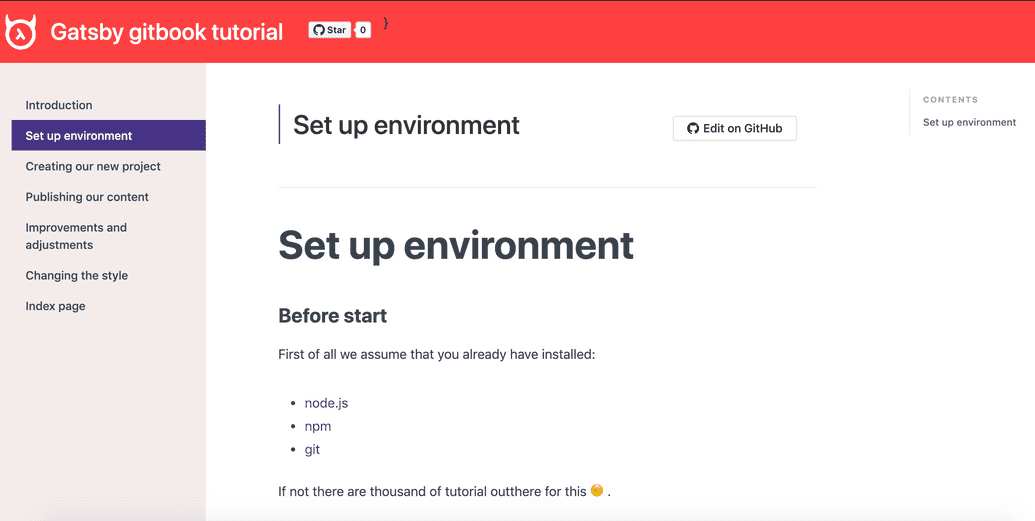 Gatsby gitbook tutorial
Star
0
}
Introduction
Set up environment
Creating our new project
Publishing our content
Improvements and
adjustments
Changing the style
Index page
Set up environment
Edit on GitHub
CONTENTS
Set up environment
Set up environment
Before start
First of all we assume that you already have installed:
• node.js
• npm
• git
If not there are thousand of tutorial outthere for this 😊 .